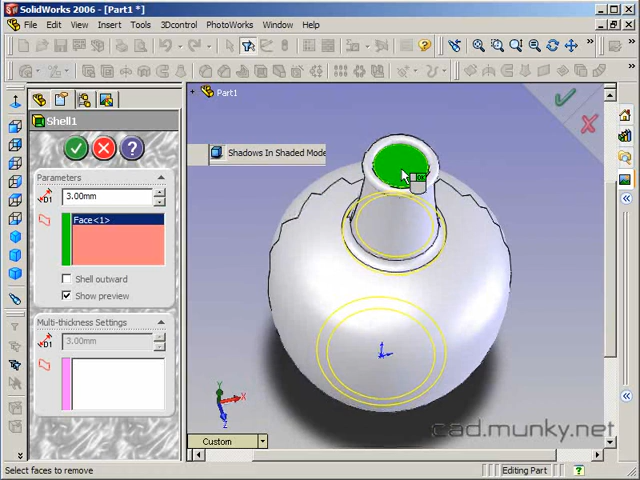 SolidWorks 2006 - [Part1 *]
File Edit View Insert Tools 3Dcontrol PhotoWorks Window Help
Part1
Shell1
Shadows In Shaded Mode
Parameters
D1
3.00mm
Face<1>
Shell outward
Show preview
Multi-thickness Settings
D1
3.00mm
Y
X
Z
cad.munky.net
Custom
Select faces to remove
Editing Part